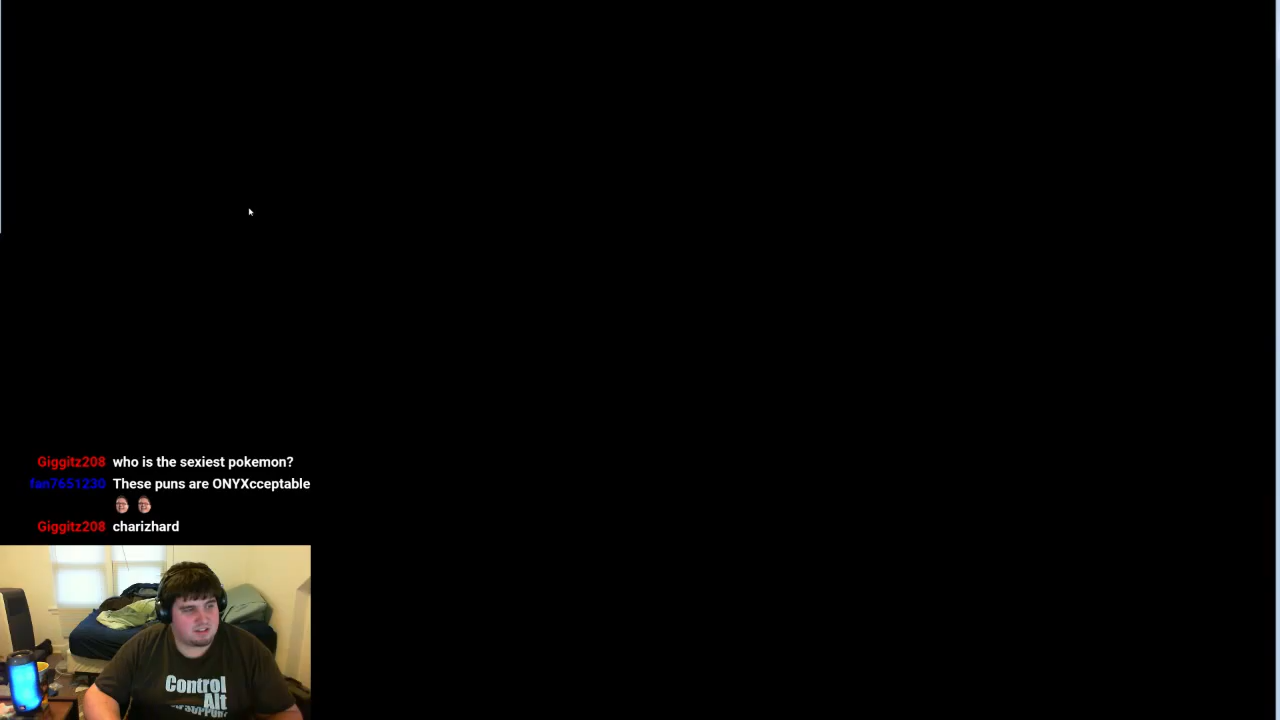 Giggitz208 who is the sexiest pokemon?
fan7651230 These puns are ONYXcceptable
Giggitz208 charizhard
Control
Alt